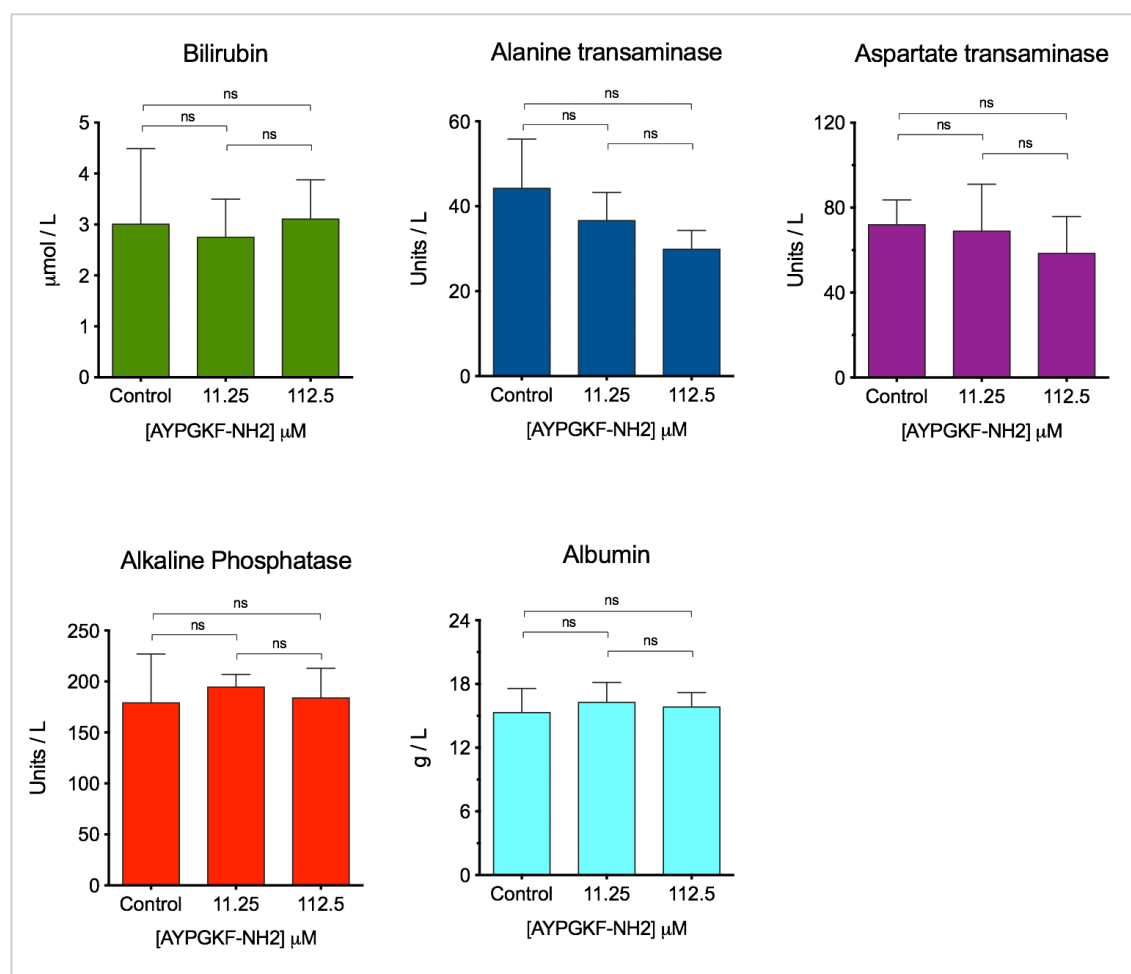 Bilirubin
ns
ns
ns
5
4
3
2
1
0
μmol / L
Control 11.25 112.5
[AYPGKF-NH2] μM
Alanine transaminase
ns
ns
ns
60
40
20
0
Units / L
Control 11.25 112.5
[AYPGKF-NH2] μM
Aspartate transaminase
ns
ns
ns
120
80
40
0
Units / L
Control 11.25 112.5
[AYPGKF-NH2] μM
Alkaline Phosphatase
ns
ns
ns
250
200
150
100
50
0
Units / L
Control 11.25 112.5
[AYPGKF-NH2] μM
Albumin
ns
ns
ns
24
18
12
6
0
g / L
Control 11.25 112.5
[AYPGKF-NH2] μM